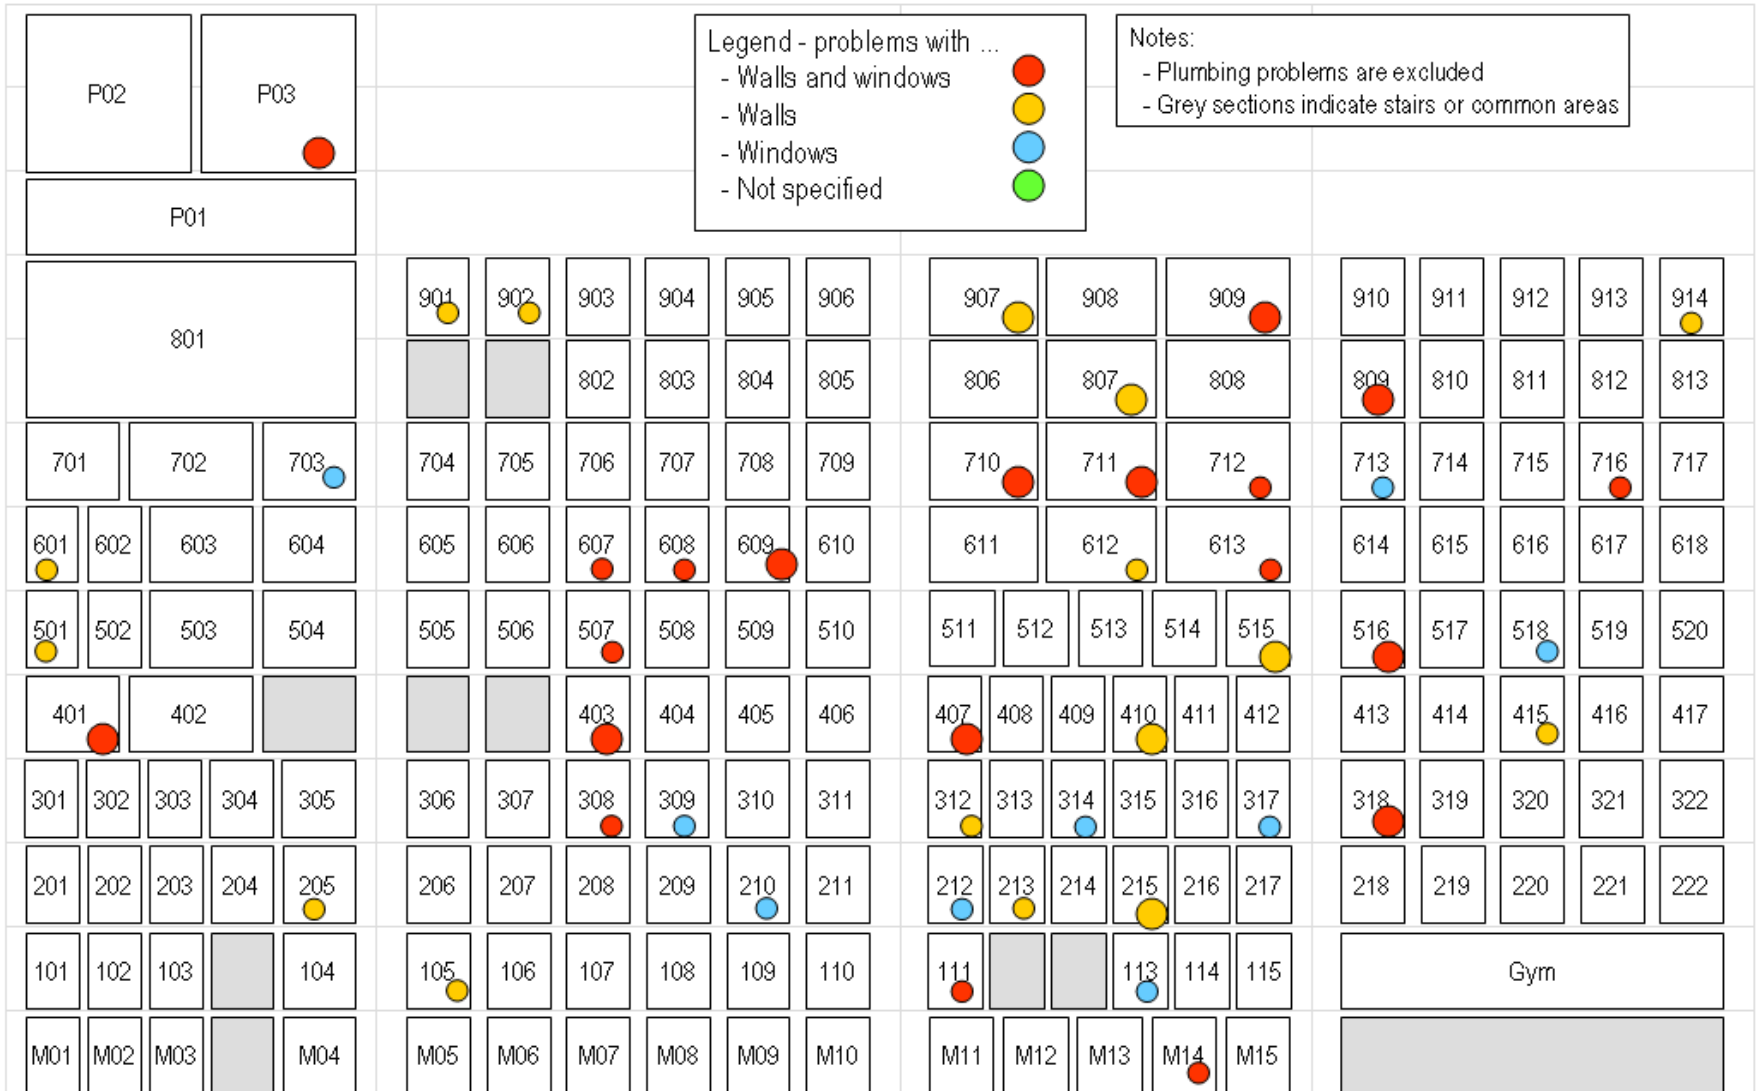 Legend - problems with ...
- Walls and windows
- Walls
- Windows
- Not specified
Notes:
- Plumbing problems are excluded
- Grey sections indicate stairs or common areas
P02 P03
P01
901 902 903 904 905 906 907 908 909 910 911 912 913 914
801
802 803 804 805 806 807 808 809 810 811 812 813
701 702 703 704 705 706 707 708 709 710 711 712 713 714 715 716 717
601 602 603 604 605 606 607 608 609 610 611 612 613 614 615 616 617 618
501 502 503 504 505 506 507 508 509 510 511 512 513 514 515 516 517 518 519 520
401 402 403 404 405 406 407 408 409 410 411 412 413 414 415 416 417
301 302 303 304 305 306 307 308 309 310 311 312 313 314 315 316 317 318 319 320 321 322
201 202 203 204 205 206 207 208 209 210 211 212 213 214 215 216 217 218 219 220 221 222
101 102 103 104 105 106 107 108 109 110 111 113 114 115 Gym
M01 M02 M03 M04 M05 M06 M07 M08 M09 M10 M11 M12 M13 M14 M15